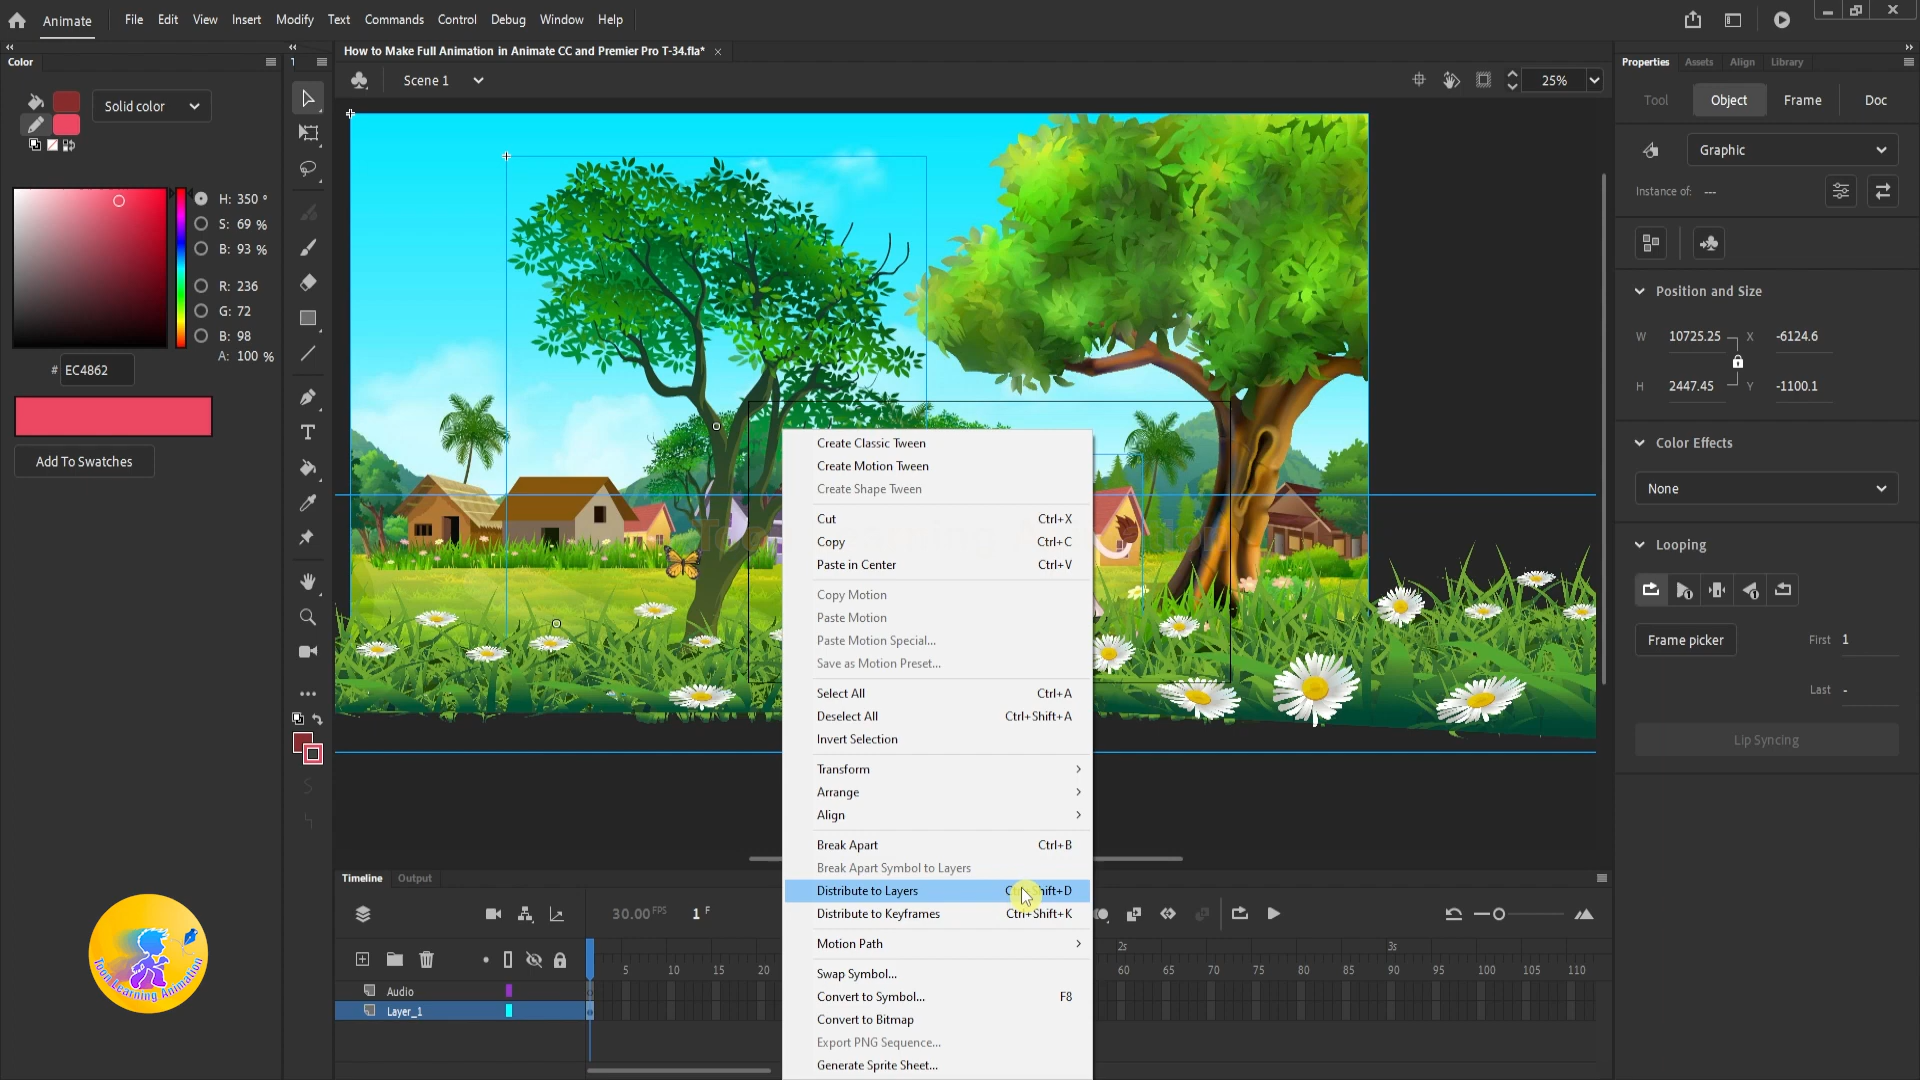 Animate
File Edit View Insert Modify Text Commands Control Debug Window Help
Color
How to Make Full Animation in Animate CC and Premier Pro T-34.fla*
Scene 1
25%
Properties Assets Align Library
Tool Object Frame Doc
Solid color
H: 350 °
S: 69 %
B: 93 %
R: 236
G: 72
B: 98
A: 100 %
# EC4862
Add To Swatches
Graphic
Instance of: ---
Position and Size
W 10725.25 X -6124.6
H 2447.45 Y -1100.1
Color Effects
None
Looping
Frame picker First 1
Last -
Lip Syncing
Create Classic Tween
Create Motion Tween
Create Shape Tween
Cut Ctrl+X
Copy Ctrl+C
Paste in Center Ctrl+V
Copy Motion
Paste Motion
Paste Motion Special...
Save as Motion Preset...
Select All Ctrl+A
Deselect All Ctrl+Shift+A
Invert Selection
Transform
Arrange
Align
Break Apart Ctrl+B
Break Apart Symbol to Layers
Distribute to Layers Ctrl+Shift+D
Distribute to Keyframes Ctrl+Shift+K
Motion Path
Swap Symbol...
Convert to Symbol... F8
Convert to Bitmap
Export PNG Sequence...
Generate Sprite Sheet...
Timeline Output
30.00 FPS 1 F
2s 3s
5 10 15 20 60 65 70 75 80 85 90 95 100 105 110
Audio
Layer_1
Toon Learning Animation